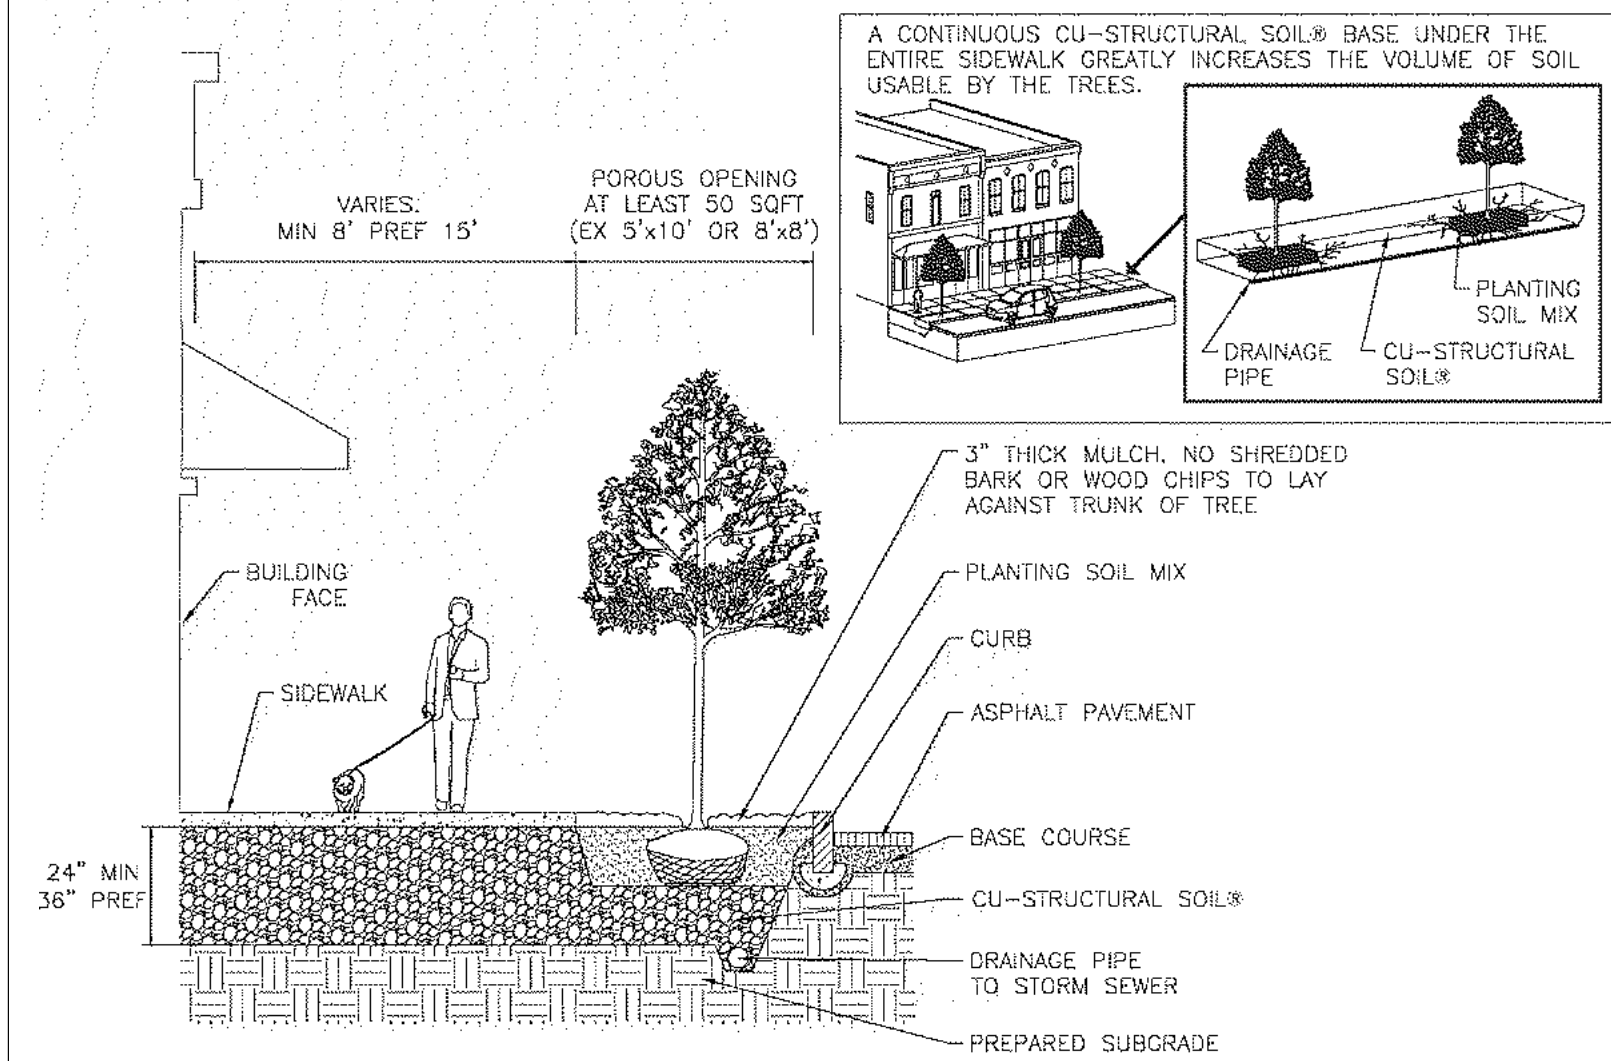 A CONTINUOUS CU-STRUCTURAL SOIL® BASE UNDER THE
ENTIRE SIDEWALK GREATLY INCREASES THE VOLUME OF SOIL
USABLE BY THE TREES.
PLANTING
SOIL MIX
DRAINAGE
PIPE
CU-STRUCTURAL
SOIL®
VARIES:
MIN 8' PREF 15'
POROUS OPENING
AT LEAST 50 SQFT
(EX 5'x10' OR 8'x8')
3" THICK MULCH. NO SHREDDED
BARK OR WOOD CHIPS TO LAY
AGAINST TRUNK OF TREE
BUILDING
FACE
PLANTING SOIL MIX
CURB
SIDEWALK
ASPHALT PAVEMENT
BASE COURSE
24" MIN
36" PREF
CU-STRUCTURAL SOIL®
DRAINAGE PIPE
TO STORM SEWER
PREPARED SUBGRADE